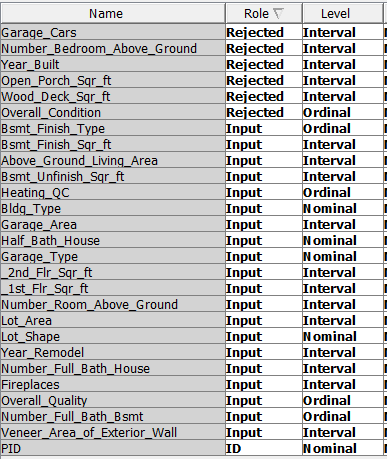 Name Role Level
Garage_Cars Rejected Interval
Number_Bedroom_Above_Ground Rejected Interval
Year_Built Rejected Interval
Open_Porch_Sqr_ft Rejected Interval
Wood_Deck_Sqr_ft Rejected Interval
Overall_Condition Rejected Ordinal
Bsmt_Finish_Type Input Ordinal
Bsmt_Finish_Sqr_ft Input Interval
Above_Ground_Living_Area Input Interval
Bsmt_Unfinish_Sqr_ft Input Interval
Heating_QC Input Ordinal
Bldg_Type Input Nominal
Garage_Area Input Interval
Half_Bath_House Input Nominal
Garage_Type Input Nominal
_2nd_Flr_Sqr_ft Input Interval
_1st_Flr_Sqr_ft Input Interval
Number_Room_Above_Ground Input Interval
Lot_Area Input Interval
Lot_Shape Input Nominal
Year_Remodel Input Interval
Number_Full_Bath_House Input Interval
Fireplaces Input Interval
Overall_Quality Input Ordinal
Number_Full_Bath_Bsmt Input Ordinal
Veneer_Area_of_Exterior_Wall Input Interval
PID ID Nominal